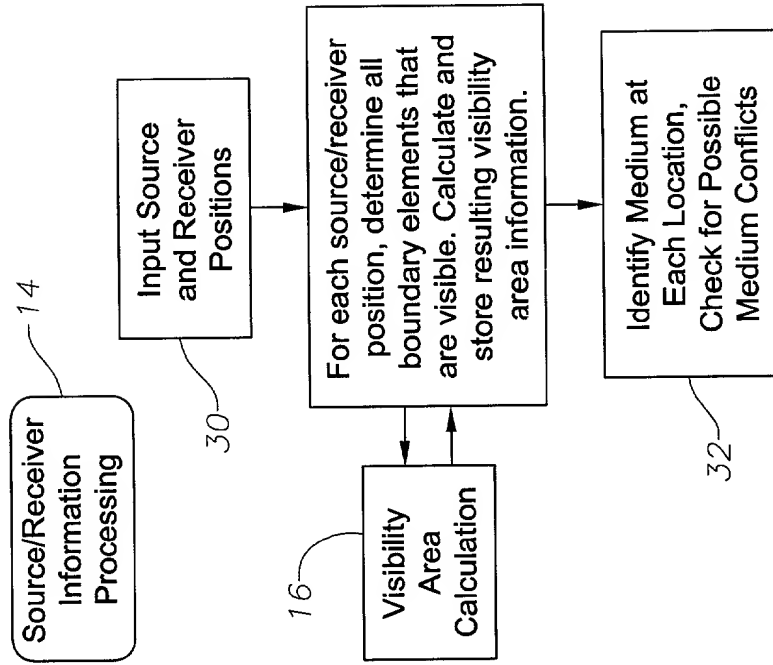 Source/Receiver
Information
Processing
14
Input Source
and Receiver
Positions
30
For each source/receiver
position, determine all
boundary elements that
are visible. Calculate and
store resulting visibility
area information.
Visibility
Area
Calculation
16
Identify Medium at
Each Location,
Check for Possible
Medium Conflicts
32